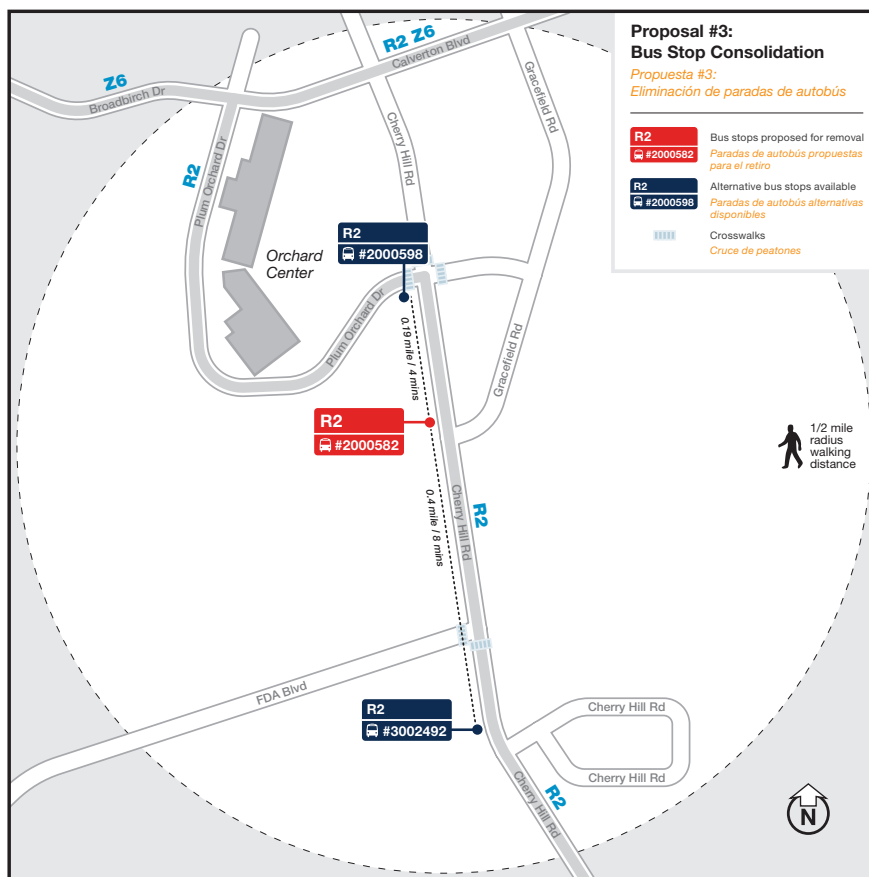 Proposal #3:
Bus Stop Consolidation
Propuesta #3:
Eliminación de paradas de autobús
R2
#2000582
Bus stops proposed for removal
Paradas de autobús propuestas
para el retiro
R2
#2000598
Alternative bus stops available
Paradas de autobús alternativas
disponibles
Crosswalks
Cruce de peatones
R2 Z6
Calverton Blvd
Z6
Broadbirch Dr
Gracefield Rd
Cherry Hill Rd
R2
Plum Orchard Dr
Orchard
Center
R2
#2000598
Plum Orchard Dr
0.19 mile / 4 mins
Gracefield Rd
R2
#2000582
1/2 mile
radius
walking
distance
0.4 mile / 8 mins
Cherry Hill Rd
R2
FDA Blvd
R2
#3002492
Cherry Hill Rd
Cherry Hill Rd
R2
Cherry Hill Rd
N